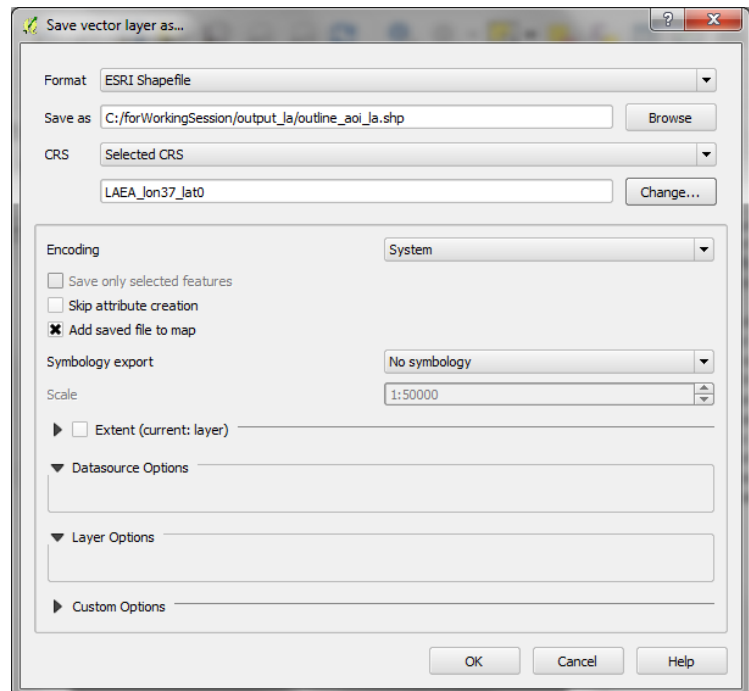 Save vector layer as...
?
X
Format ESRI Shapefile
Save as C:/forWorkingSession/output_la/outline_aoi_la.shp Browse
CRS Selected CRS
LAEA_lon37_lat0 Change...
Encoding System
Save only selected features
Skip attribute creation
Add saved file to map
Symbology export No symbology
Scale 1:50000
Extent (current: layer)
Datasource Options
Layer Options
Custom Options
OK Cancel Help